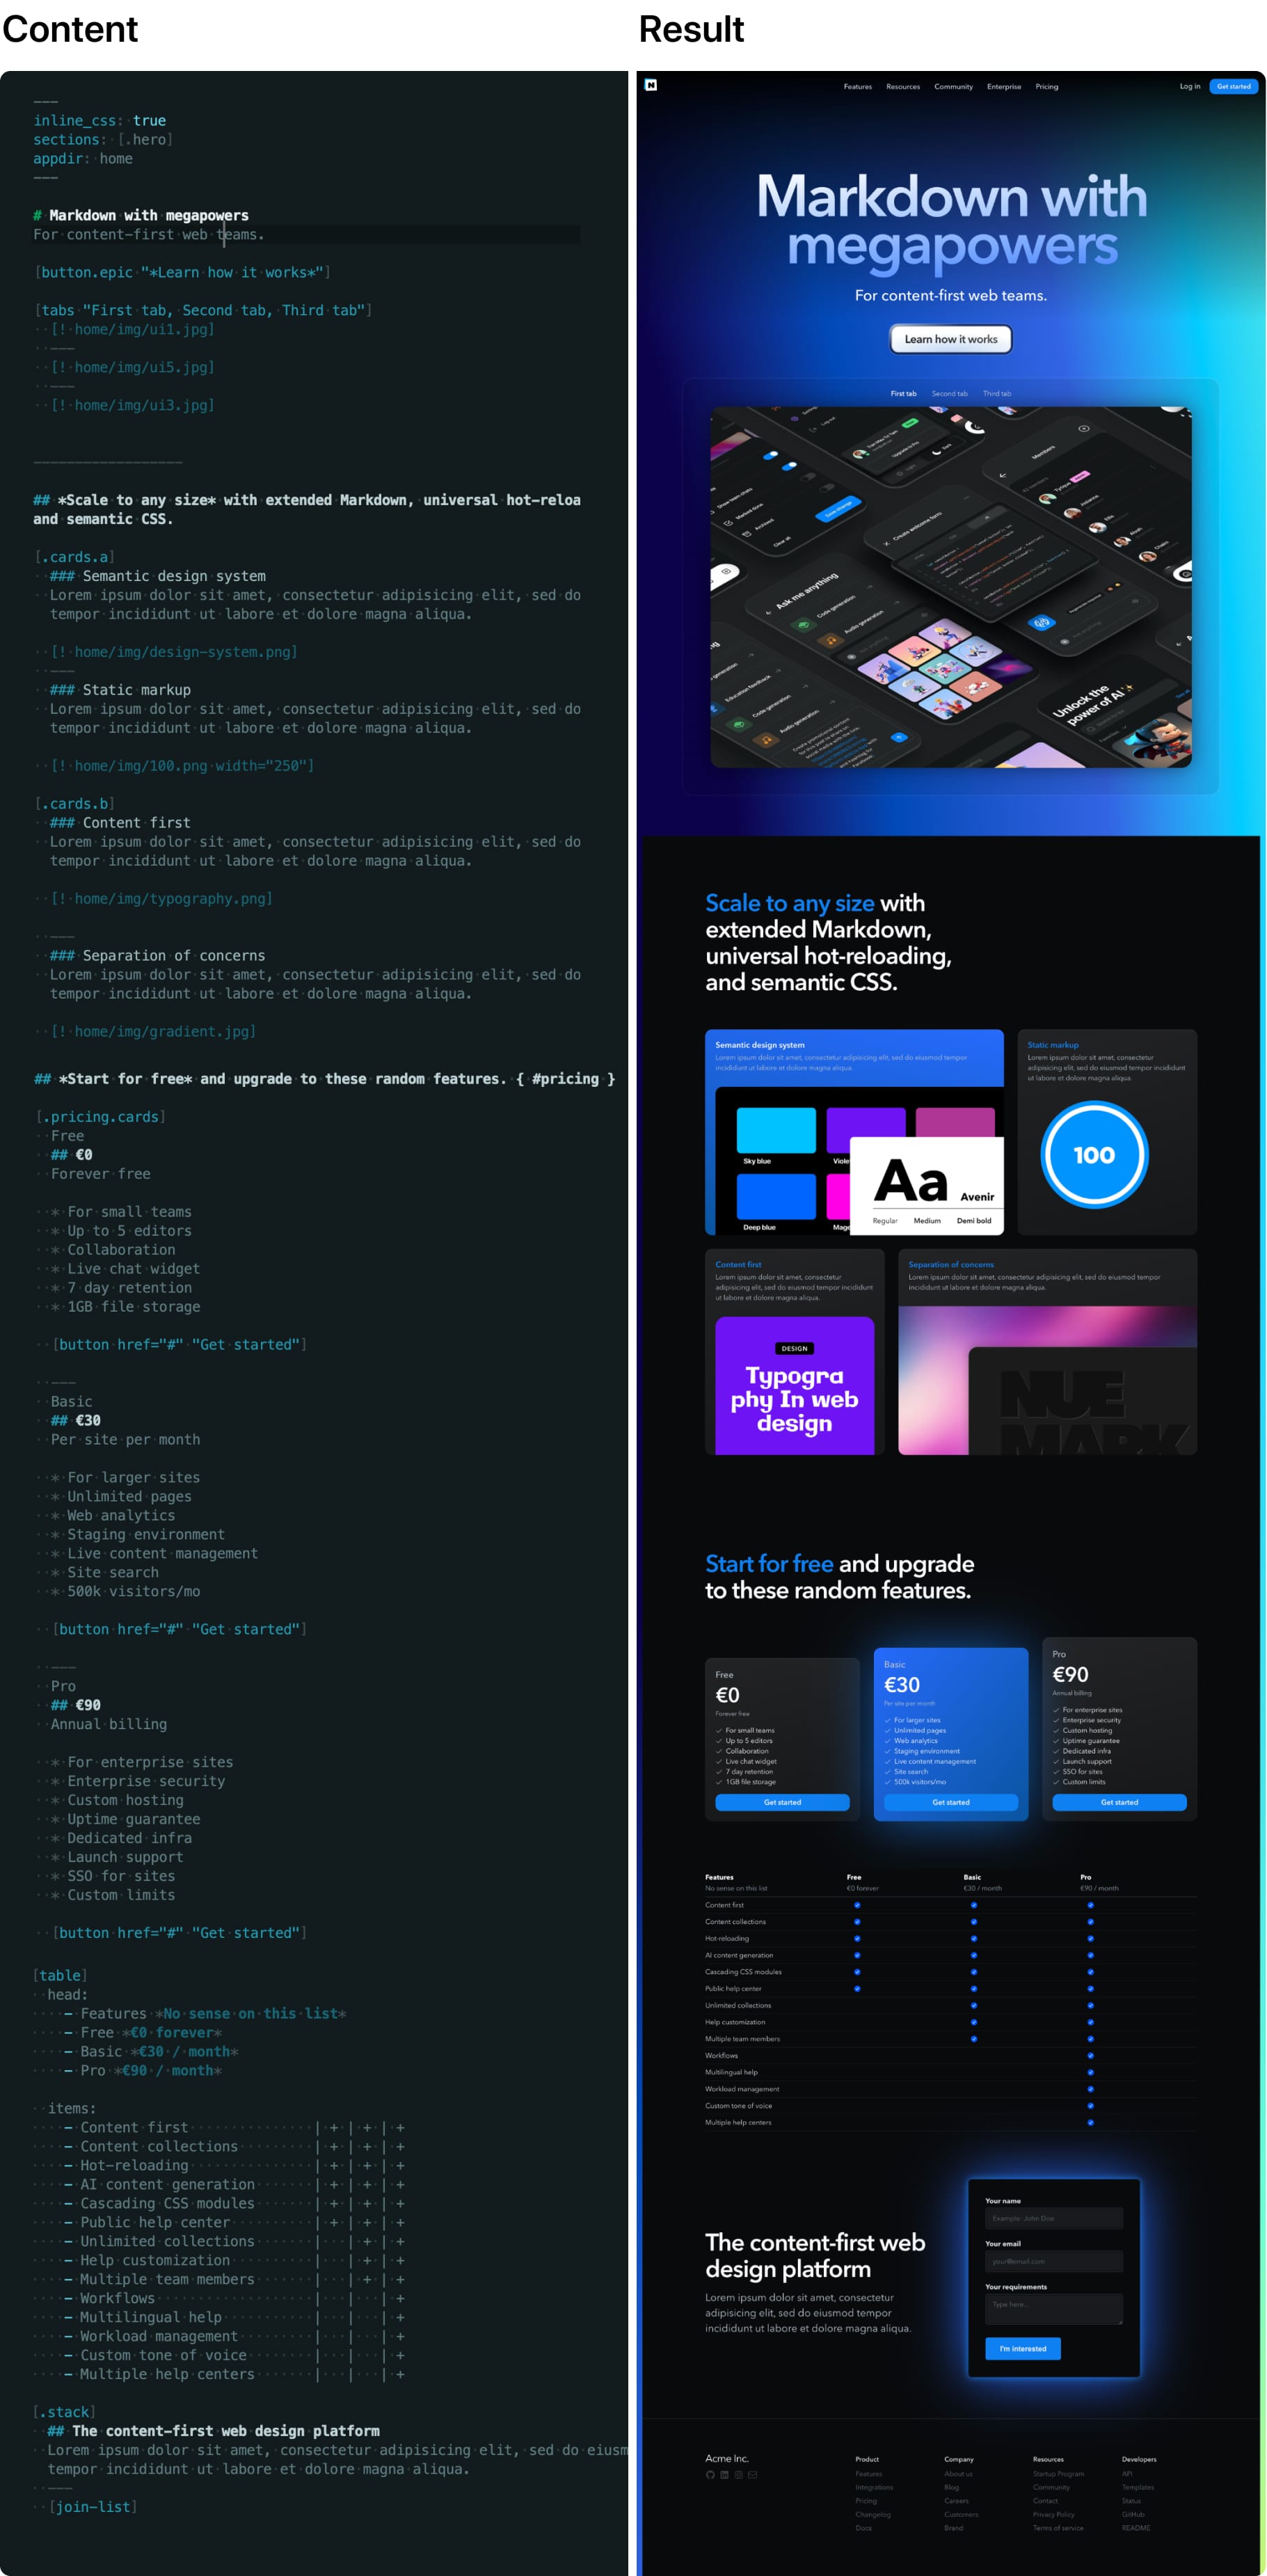 Content
---
inline_css: true
sections: [.hero]
appdir: home
---
# Markdown with megapowers
For content-first web teams.
[button.epic "*Learn how it works*"]
[tabs "First tab, Second tab, Third tab"]
[! home/img/ui1.jpg]
---
[! home/img/ui5.jpg]
---
[! home/img/ui3.jpg]
------------------
## *Scale to any size* with extended Markdown, universal hot-reloa
and semantic CSS.
[.cards.a]
### Semantic design system
Lorem ipsum dolor sit amet, consectetur adipisicing elit, sed do
tempor incididunt ut labore et dolore magna aliqua.
[! home/img/design-system.png]
---
### Static markup
Lorem ipsum dolor sit amet, consectetur adipisicing elit, sed do
tempor incididunt ut labore et dolore magna aliqua.
[! home/img/100.png width="250"]
[.cards.b]
### Content first
Lorem ipsum dolor sit amet, consectetur adipisicing elit, sed do
tempor incididunt ut labore et dolore magna aliqua.
[! home/img/typography.png]
---
### Separation of concerns
Lorem ipsum dolor sit amet, consectetur adipisicing elit, sed do
tempor incididunt ut labore et dolore magna aliqua.
[! home/img/gradient.jpg]
## *Start for free* and upgrade to these random features. { #pricing }
[.pricing.cards]
Free
## €0
Forever free
* For small teams
* Up to 5 editors
* Collaboration
* Live chat widget
* 7 day retention
* 1GB file storage
[button href="#" "Get started"]
---
Basic
## €30
Per site per month
* For larger sites
* Unlimited pages
* Web analytics
* Staging environment
* Live content management
* Site search
* 500k visitors/mo
[button href="#" "Get started"]
---
Pro
## €90
Annual billing
* For enterprise sites
* Enterprise security
* Custom hosting
* Uptime guarantee
* Dedicated infra
* Launch support
* SSO for sites
* Custom limits
[button href="#" "Get started"]
[table]
head:
- Features *No sense on this list*
- Free *€0 forever*
- Basic *€30 / month*
- Pro *€90 / month*
items:
- Content first | + | + | +
- Content collections | + | + | +
- Hot-reloading | + | + | +
- AI content generation | + | + | +
- Cascading CSS modules | + | + | +
- Public help center | + | + | +
- Unlimited collections | | + | +
- Help customization | | + | +
- Multiple team members | | + | +
- Workflows | | | +
- Multilingual help | | | +
- Workload management | | | +
- Custom tone of voice | | | +
- Multiple help centers | | | +
[.stack]
## The content-first web design platform
Lorem ipsum dolor sit amet, consectetur adipisicing elit, sed do eiusm
tempor incididunt ut labore et dolore magna aliqua.
---
[join-list]
Result
N
Features Resources Community Enterprise Pricing
Log in Get started
Markdown with
megapowers
For content-first web teams.
Learn how it works
First tab Second tab Third tab
Members
Create welcome form
Save change
Archived
Clear all
Ask me anything
Code generation
Audio generation
Education feedback
Code generation
Audio generation
Unlock the
power of AI
Scale to any size with
extended Markdown,
universal hot-reloading,
and semantic CSS.
Semantic design system
Lorem ipsum dolor sit amet, consectetur adipisicing elit, sed do eiusmod tempor
incididunt ut labore et dolore magna aliqua.
Sky blue
Viole
Deep blue
Mage
Aa Avenir
Regular Medium Demi bold
Static markup
Lorem ipsum dolor sit amet, consectetur
adipisicing elit, sed do eiusmod tempor incididunt
ut labore et dolore magna aliqua.
100
Content first
Lorem ipsum dolor sit amet, consectetur
adipisicing elit, sed do eiusmod tempor incididunt
ut labore et dolore magna aliqua.
DESIGN
Typogra
phy In web
design
Separation of concerns
Lorem ipsum dolor sit amet, consectetur adipisicing elit, sed do eiusmod tempor
incididunt ut labore et dolore magna aliqua.
NUE
MARK
Start for free and upgrade
to these random features.
Free
€0
Forever free
For small teams
Up to 5 editors
Collaboration
Live chat widget
7 day retention
1GB file storage
Get started
Basic
€30
Per site per month
For larger sites
Unlimited pages
Web analytics
Staging environment
Live content management
Site search
500k visitors/mo
Get started
Pro
€90
Annual billing
For enterprise sites
Enterprise security
Custom hosting
Uptime guarantee
Dedicated infra
Launch support
SSO for sites
Custom limits
Get started
Features Free Basic Pro
No sense on this list €0 forever €30 / month €90 / month
Content first
Content collections
Hot-reloading
AI content generation
Cascading CSS modules
Public help center
Unlimited collections
Help customization
Multiple team members
Workflows
Multilingual help
Workload management
Custom tone of voice
Multiple help centers
The content-first web
design platform
Lorem ipsum dolor sit amet, consectetur
adipisicing elit, sed do eiusmod tempor
incididunt ut labore et dolore magna aliqua.
Your name
Example: John Doe
Your email
your@email.com
Your requirements
Type here...
I'm interested
Acme Inc.
Product
Features
Integrations
Pricing
Changelog
Docs
Company
About us
Blog
Careers
Customers
Brand
Resources
Startup Program
Community
Contact
Privacy Policy
Terms of service
Developers
API
Templates
Status
GitHub
README